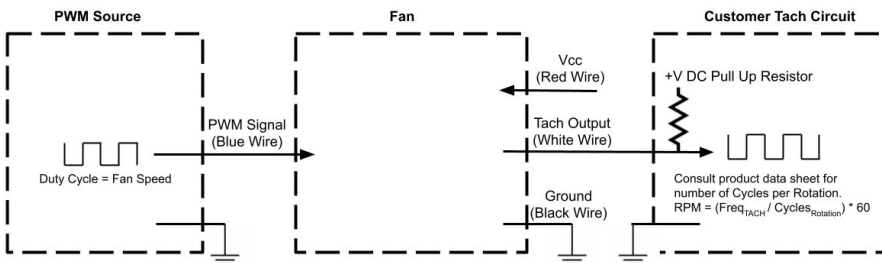 PWM Source
Fan
Customer Tach Circuit
Vcc
(Red Wire)
+V DC Pull Up Resistor
PWM Signal
(Blue Wire)
Tach Output
(White Wire)
Duty Cycle = Fan Speed
Consult product data sheet for
number of Cycles per Rotation.
RPM = (Freq_TACH / Cycles_Rotation) * 60
Ground
(Black Wire)